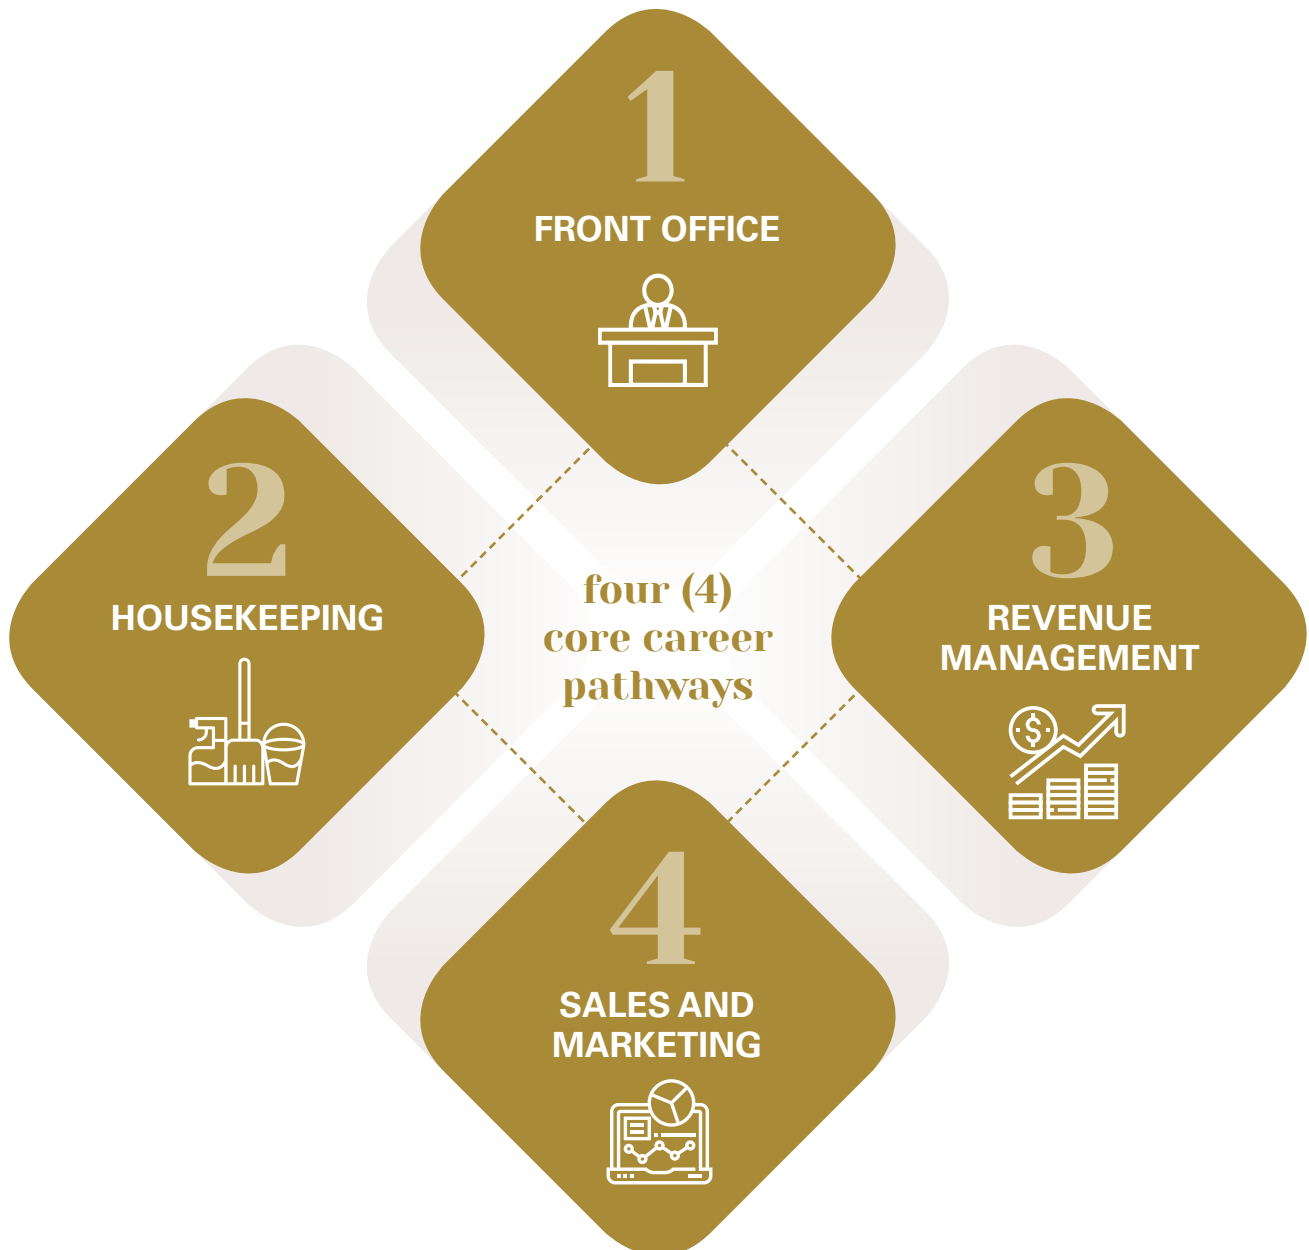 1
FRONT OFFICE
2
HOUSEKEEPING
four (4)
core career
pathways
3
REVENUE
MANAGEMENT
$
4
SALES AND
MARKETING